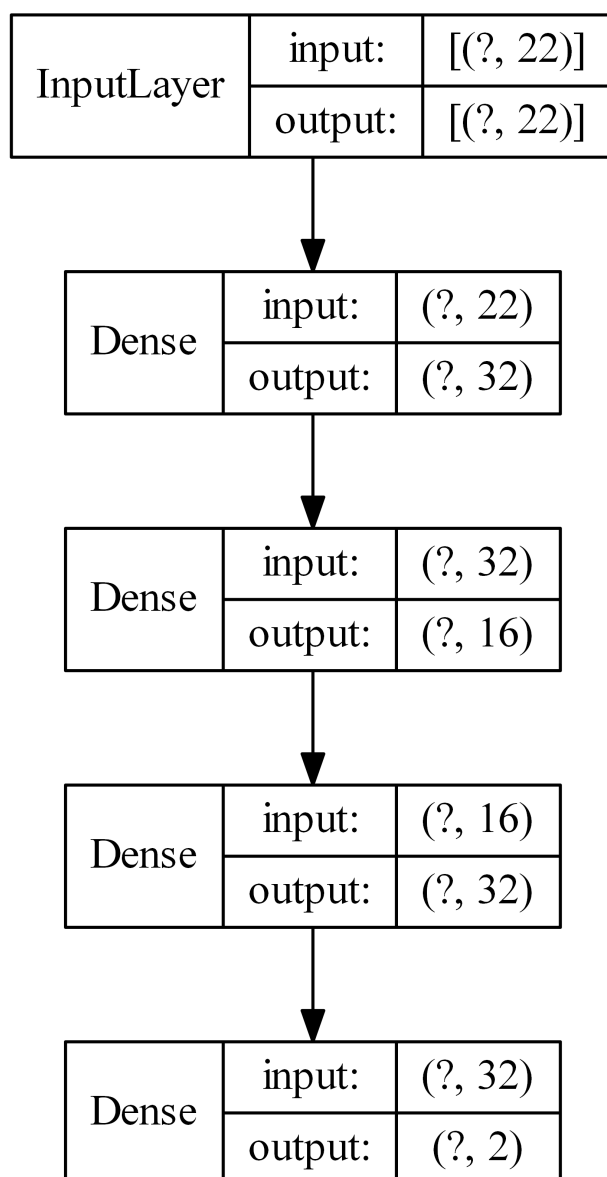 InputLayer
input: [(?, 22)]
output: [(?, 22)]
Dense
input: (?, 22)
output: (?, 32)
Dense
input: (?, 32)
output: (?, 16)
Dense
input: (?, 16)
output: (?, 32)
Dense
input: (?, 32)
output: (?, 2)